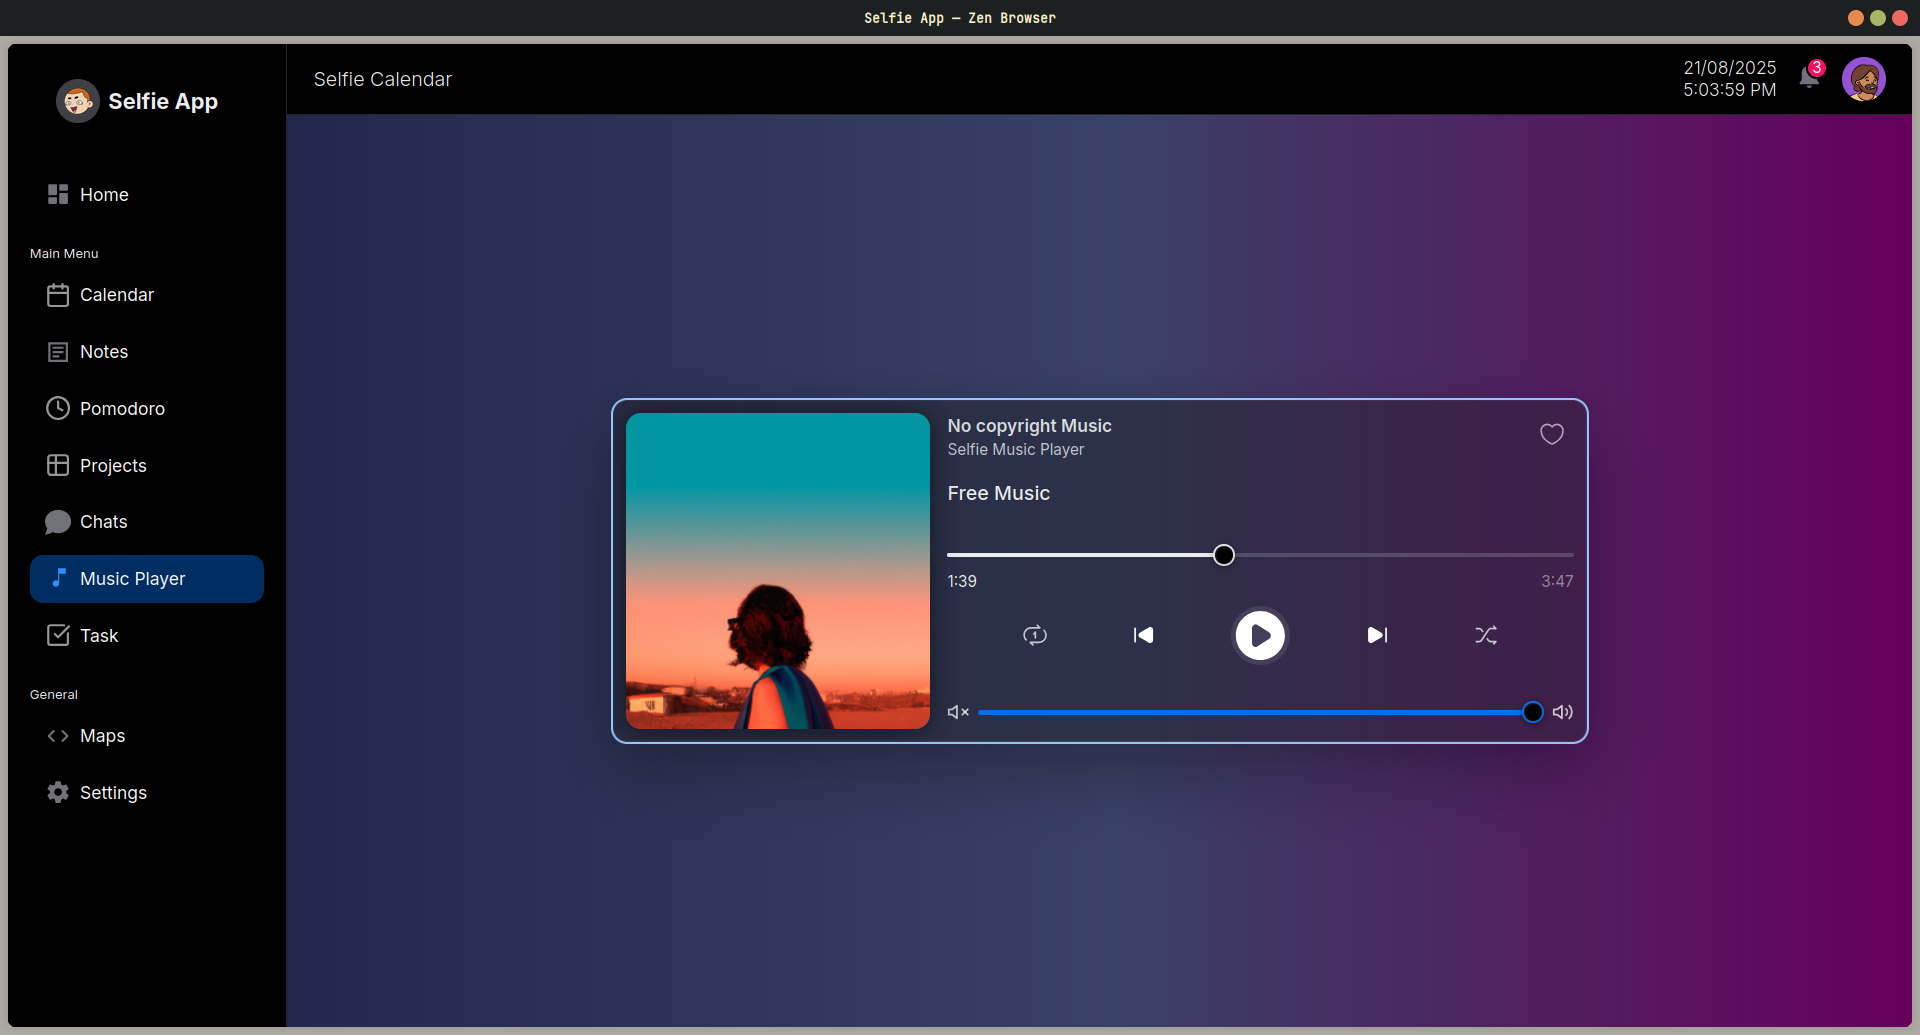 Selfie App — Zen Browser
Selfie App
Home
Main Menu
Calendar
Notes
Pomodoro
Projects
Chats
Music Player
Task
General
Maps
Settings
Selfie Calendar
21/08/2025
5:03:59 PM
3
No copyright Music
Selfie Music Player
Free Music
1:39
3:47
1